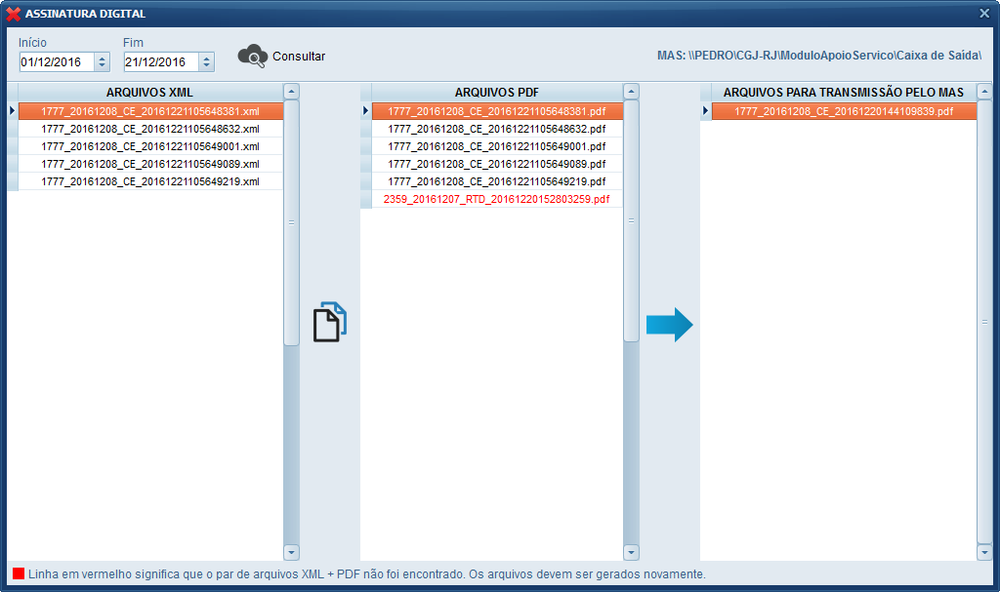 ASSINATURA DIGITAL
Início
Fim
01/12/2016
21/12/2016
Consultar
MAS: \\PEDRO\CGJ-RJ\ModuloApoioServico\Caixa de Saída\
ARQUIVOS XML
1777_20161208_CE_20161221105648381.xml
1777_20161208_CE_20161221105648632.xml
1777_20161208_CE_20161221105649001.xml
1777_20161208_CE_20161221105649089.xml
1777_20161208_CE_20161221105649219.xml
ARQUIVOS PDF
1777_20161208_CE_20161221105648381.pdf
1777_20161208_CE_20161221105648632.pdf
1777_20161208_CE_20161221105649001.pdf
1777_20161208_CE_20161221105649089.pdf
1777_20161208_CE_20161221105649219.pdf
2359_20161207_RTD_20161220152803259.pdf
ARQUIVOS PARA TRANSMISSÃO PELO MAS
1777_20161208_CE_20161220144109839.pdf
Linha em vermelho significa que o par de arquivos XML + PDF não foi encontrado. Os arquivos devem ser gerados novamente.